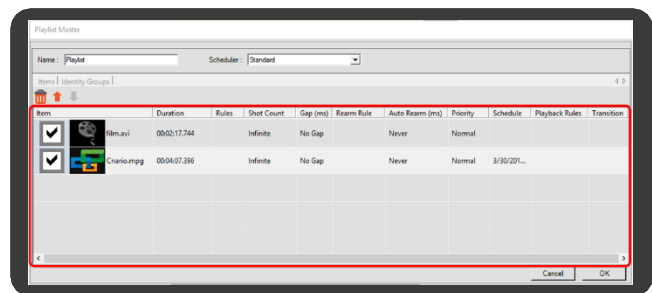 Playlist Master
Name : Playlist Scheduler : Standard
Items Identity Groups
Item Duration Rules Shot Count Gap (ms) Rearm Rule Auto Rearm (ms) Priority Schedule Playback Rules Transition
film.avi 00:02:17.744 Infinite No Gap Never Normal
Cnario.mpg 00:04:07.396 Infinite No Gap Never Normal 3/30/201...
Cancel OK